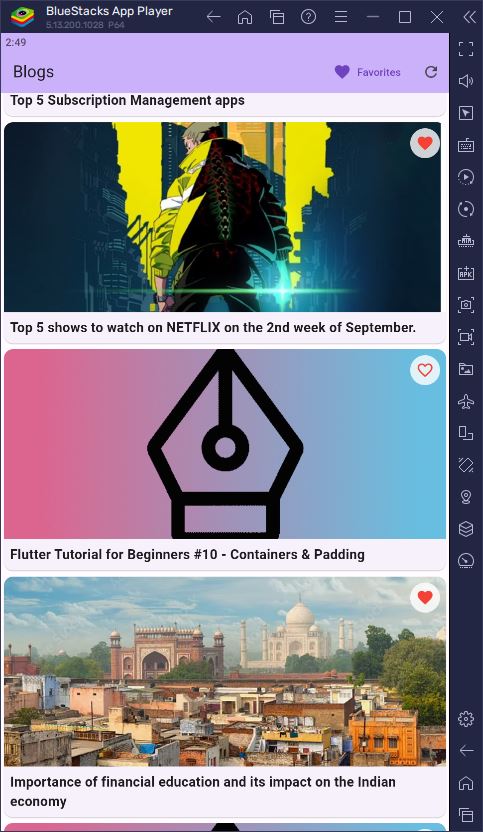 BlueStacks App Player
5.13.200.1028 P64
2:49
Blogs
Favorites
Top 5 Subscription Management apps
Top 5 shows to watch on NETFLIX on the 2nd week of September.
Flutter Tutorial for Beginners #10 - Containers & Padding
Importance of financial education and its impact on the Indian
economy
APK